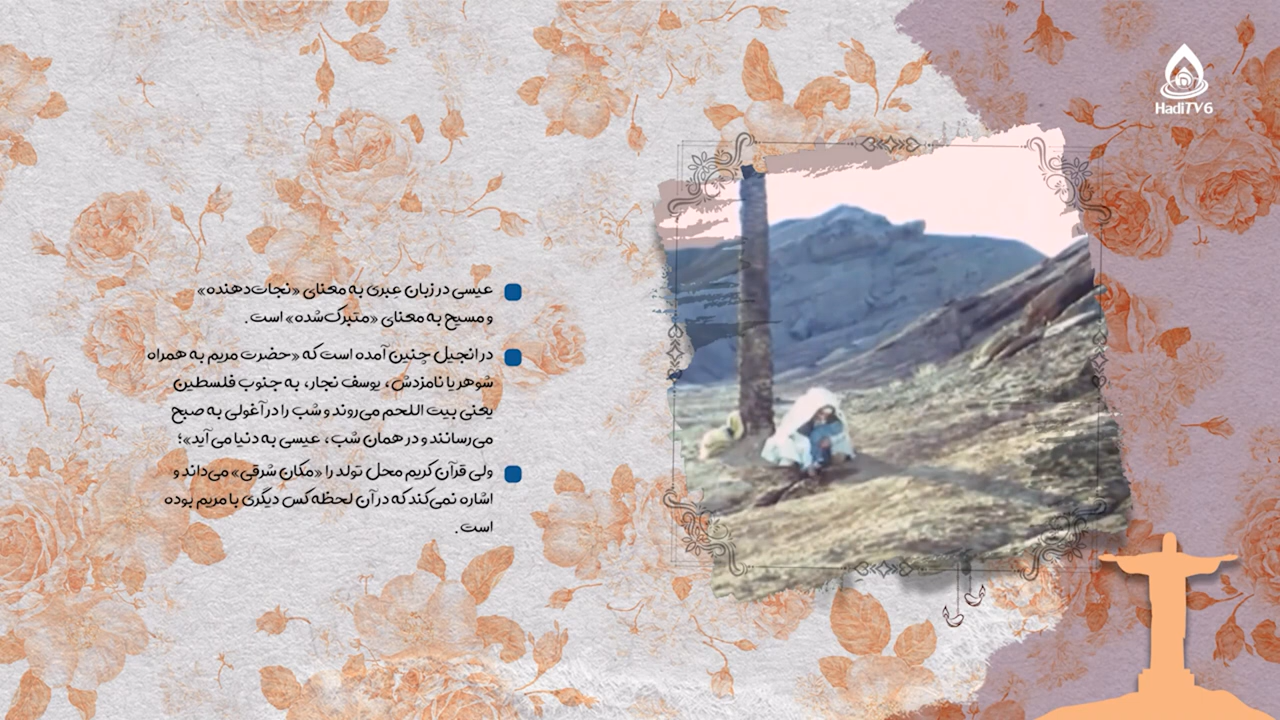 HadiTV6
عیسی در زبان عبری به معنای «نجات‌دهنده»
و مسیح به معنای «متبرک‌شده» است.
در انجیل چنین آمده است که «حضرت مریم به همراه
شوهر یا نامزدش، یوسف نجار، به جنوب فلسطین
یعنی بیت اللحم می‌روند و شب را در آغولی به صبح
می‌رسانند و در همان شب، عیسی به دنیا می آید»؛
ولی قرآن کریم محل تولد را «مکان شرقی» می‌داند و
اشاره نمی‌کند که در آن لحظه کس دیگری با مریم بوده
است.